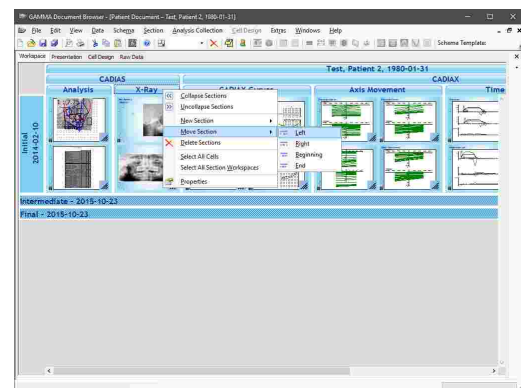 GAMMA Document Browser - [Patient Document - Test, Patient 2, 1980-01-31]
File Edit View Data Schema Section Analysis Collection Cell Design Extras Windows Help
Schema Template:
Workspace Presentation Cell Design Raw Data
Test, Patient 2, 1980-01-31
CADIAS CADIAX
Analysis X-Ray CADIAX Curves Axis Movement Time
Collapse Sections
Uncollapse Sections
New Section
Move Section
Delete Sections
Select All Cells
Select All Section Workspaces
Properties
Left
Right
Beginning
End
Initial
2014-02-10
Intermediate - 2015-10-23
Final - 2015-10-23